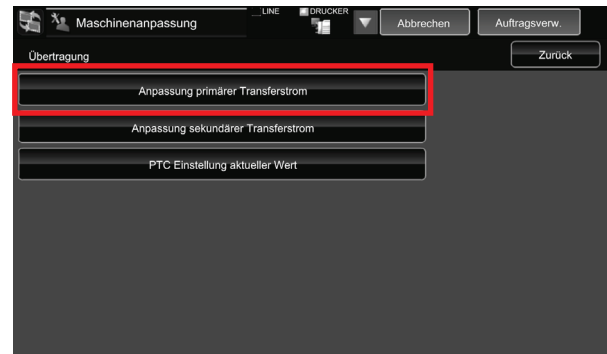 Maschinenanpassung
LINE
DRUCKER
Abbrechen
Auftragsverw.
Übertragung
Zurück
Anpassung primärer Transferstrom
Anpassung sekundärer Transferstrom
PTC Einstellung aktueller Wert